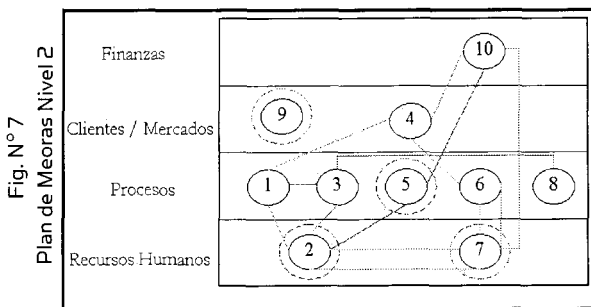 Fig. N° 7
Plan de Meoras Nivel 2
Finanzas
10
Clientes / Mercados
9
4
Procesos
1
3
5
6
8
Recursos Humanos
2
7